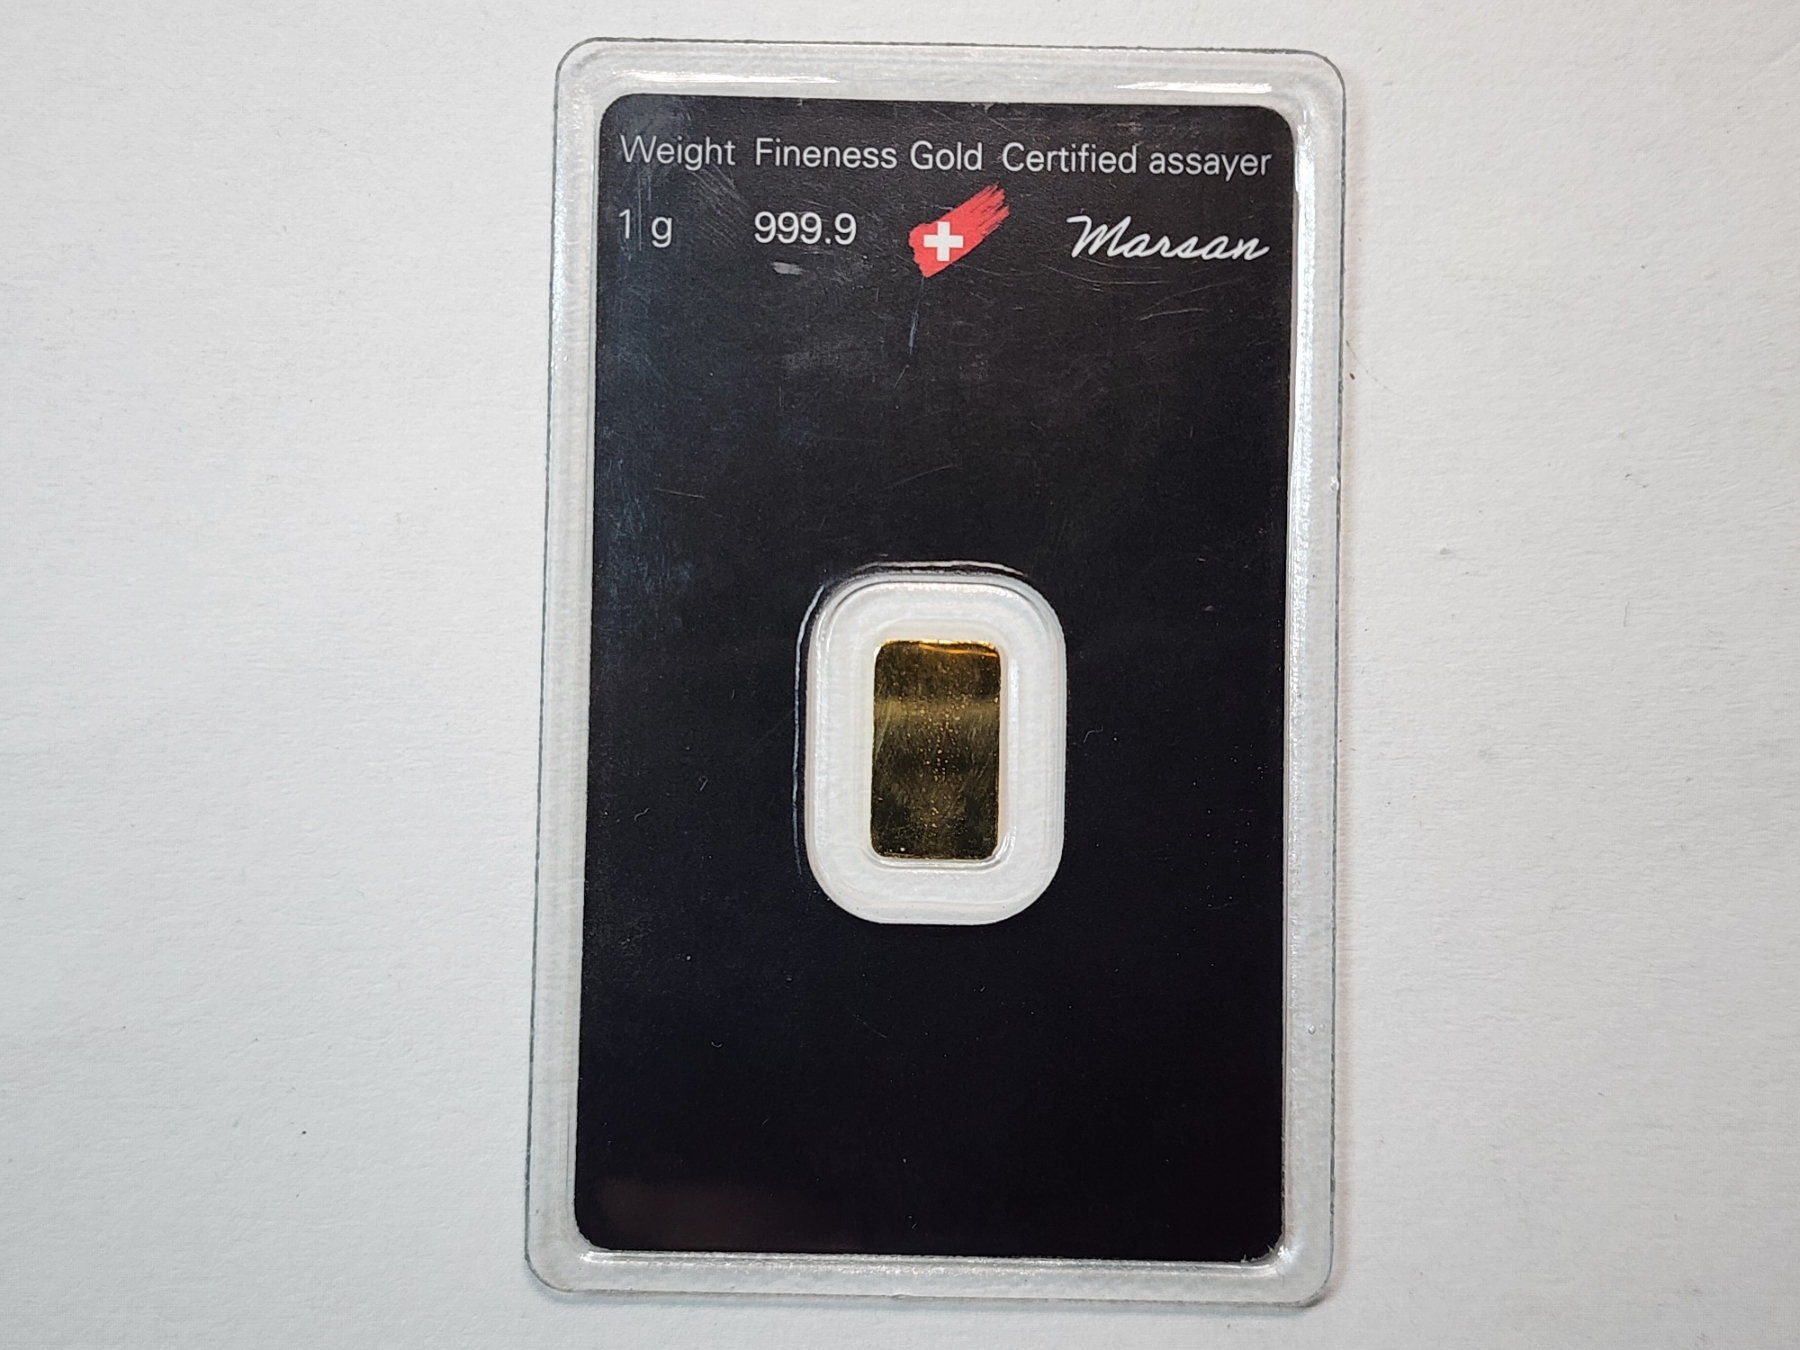 Weight Fineness Gold Certified assayer
1 g 999.9 Marsan